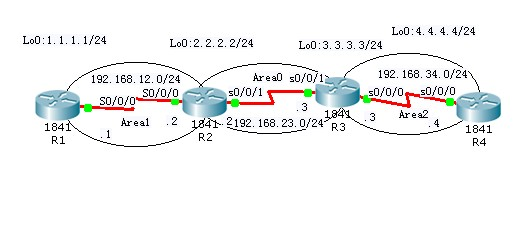 Lo0:1.1.1.1/24
Lo0:2.2.2.2/24
Lo0:3.3.3.3/24
Lo0:4.4.4.4/24
192.168.12.0/24
Area0
s0/0/1
192.168.34.0/24
S0/0/0
S0/0/0
s0/0/1
s0/0/0
s0/0/0
1841
R1
.1
Area1
.2
1841
R2
.2
192.168.23.0/24
.3
1841
R3
.3
Area2
.4
1841
R4